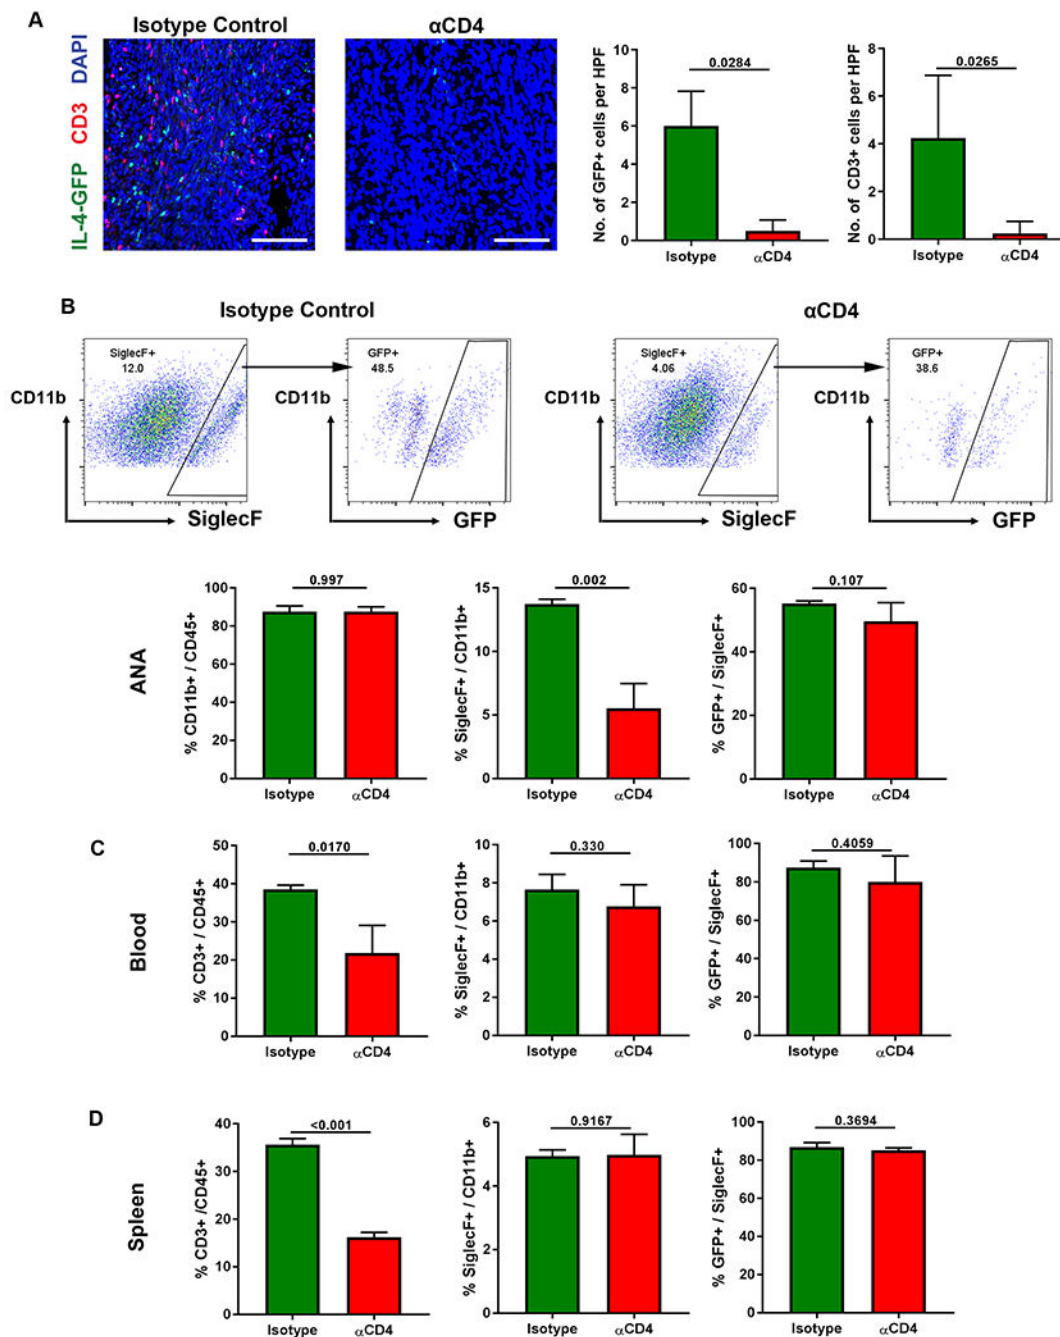 A
Isotype Control
αCD4
IL-4-GFP CD3 DAPI
No. of GFP+ cells per HPF
10
8
6
4
2
0
0.0284
Isotype
αCD4
No. of CD3+ cells per HPF
8
6
4
2
0
0.0265
Isotype
αCD4
B
Isotype Control
αCD4
SiglecF+
12.0
CD11b
SiglecF
GFP+
48.5
CD11b
GFP
SiglecF+
4.06
CD11b
SiglecF
GFP+
38.6
CD11b
GFP
ANA
% CD11b+ / CD45+
100
80
60
40
20
0
0.997
Isotype
αCD4
% SiglecF+ / CD11b+
15
10
5
0
0.002
Isotype
αCD4
% GFP+ / SiglecF+
60
40
20
0
0.107
Isotype
αCD4
C
Blood
% CD3+ / CD45+
50
40
30
20
10
0
0.0170
Isotype
αCD4
% SiglecF+ / CD11b+
10
8
6
4
2
0
0.330
Isotype
αCD4
% GFP+ / SiglecF+
100
80
60
40
20
0
0.4059
Isotype
αCD4
D
Spleen
% CD3+ /CD45+
40
30
20
10
0
<0.001
Isotype
αCD4
% SiglecF+ / CD11b+
6
4
2
0
0.9167
Isotype
αCD4
% GFP+ / SiglecF+
100
80
60
40
20
0
0.3694
Isotype
αCD4